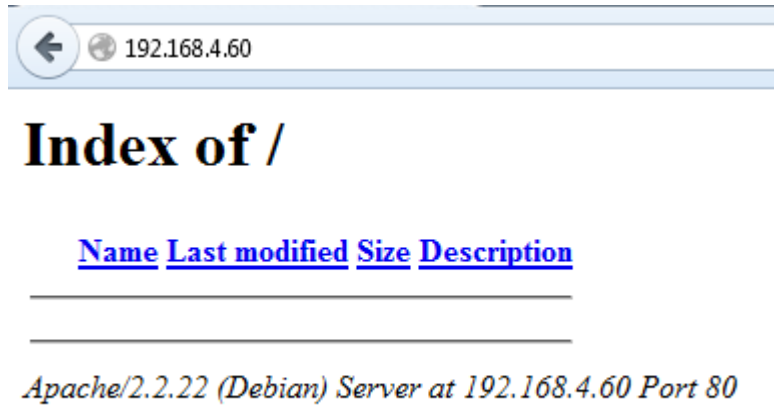 192.168.4.60
Index of /
Name Last modified Size Description
Apache/2.2.22 (Debian) Server at 192.168.4.60 Port 80